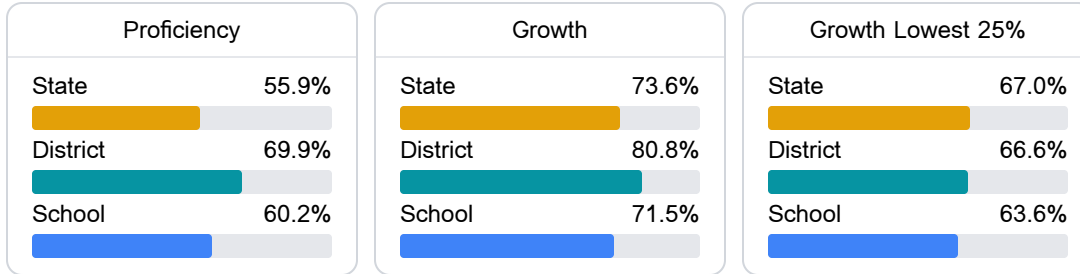 Proficiency
State 55.9%
District 69.9%
School 60.2%
Growth
State 73.6%
District 80.8%
School 71.5%
Growth Lowest 25%
State 67.0%
District 66.6%
School 63.6%